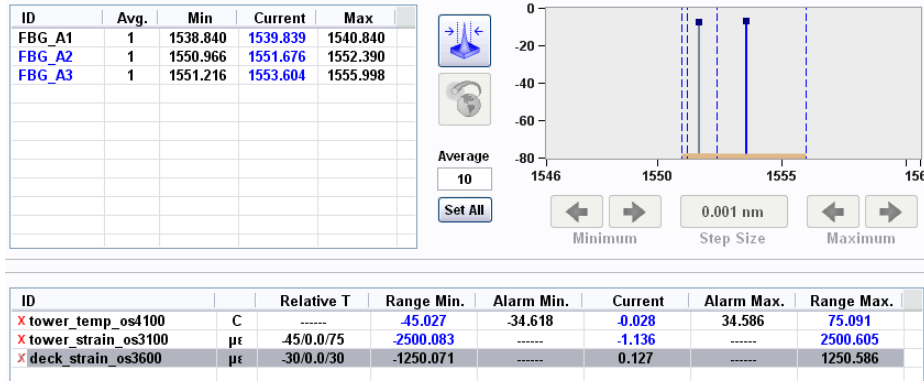 ID Avg. Min Current Max
FBG_A1 1 1538.840 1539.839 1540.840
FBG_A2 1 1550.966 1551.676 1552.390
FBG_A3 1 1551.216 1553.604 1555.998
Average
10
Set All
0
-20
-40
-60
-80
1546 1550 1555 156
0.001 nm
Minimum Step Size Maximum
ID Relative T Range Min. Alarm Min. Current Alarm Max. Range Max.
X tower_temp_os4100 C ------ -45.027 -34.618 -0.028 34.586 75.091
X tower_strain_os3100 με -45/0.0/75 -2500.083 ------ -1.136 ------ 2500.605
X deck_strain_os3600 με -30/0.0/30 -1250.071 ------ 0.127 ------ 1250.586